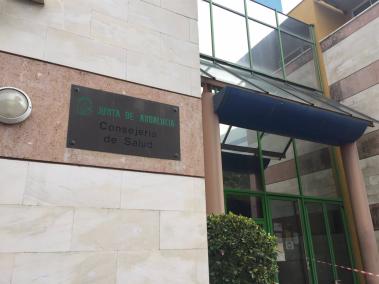 JUNTA DE ANDALUCIA
Consejería
de Salud